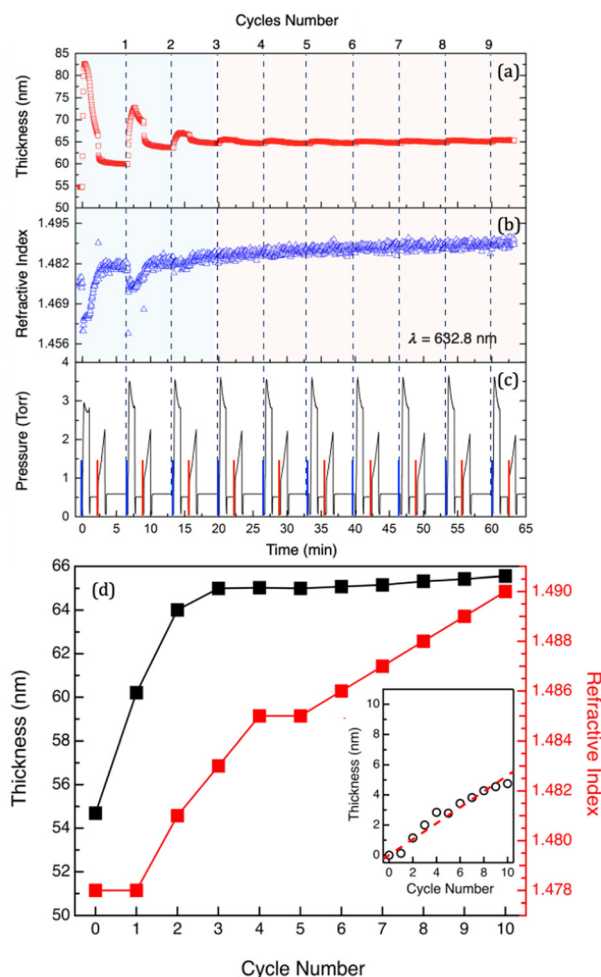 Cycles Number
1 2 3 4 5 6 7 8 9
(a)
Thickness (nm)
85
80
75
70
65
60
55
50
(b)
Refractive Index
1.495
1.482
1.469
1.456
λ = 632.8 nm
(c)
Pressure (Torr)
4
3
2
1
0
0 5 10 15 20 25 30 35 40 45 50 55 60 65
Time (min)
(d)
Thickness (nm)
66
64
62
60
58
56
54
52
50
Refractive Index
1.490
1.488
1.486
1.484
1.482
1.480
1.478
Thickness (nm)
10
8
6
4
2
0
0 2 4 6 8 10
Cycle Number
0 1 2 3 4 5 6 7 8 9 10
Cycle Number